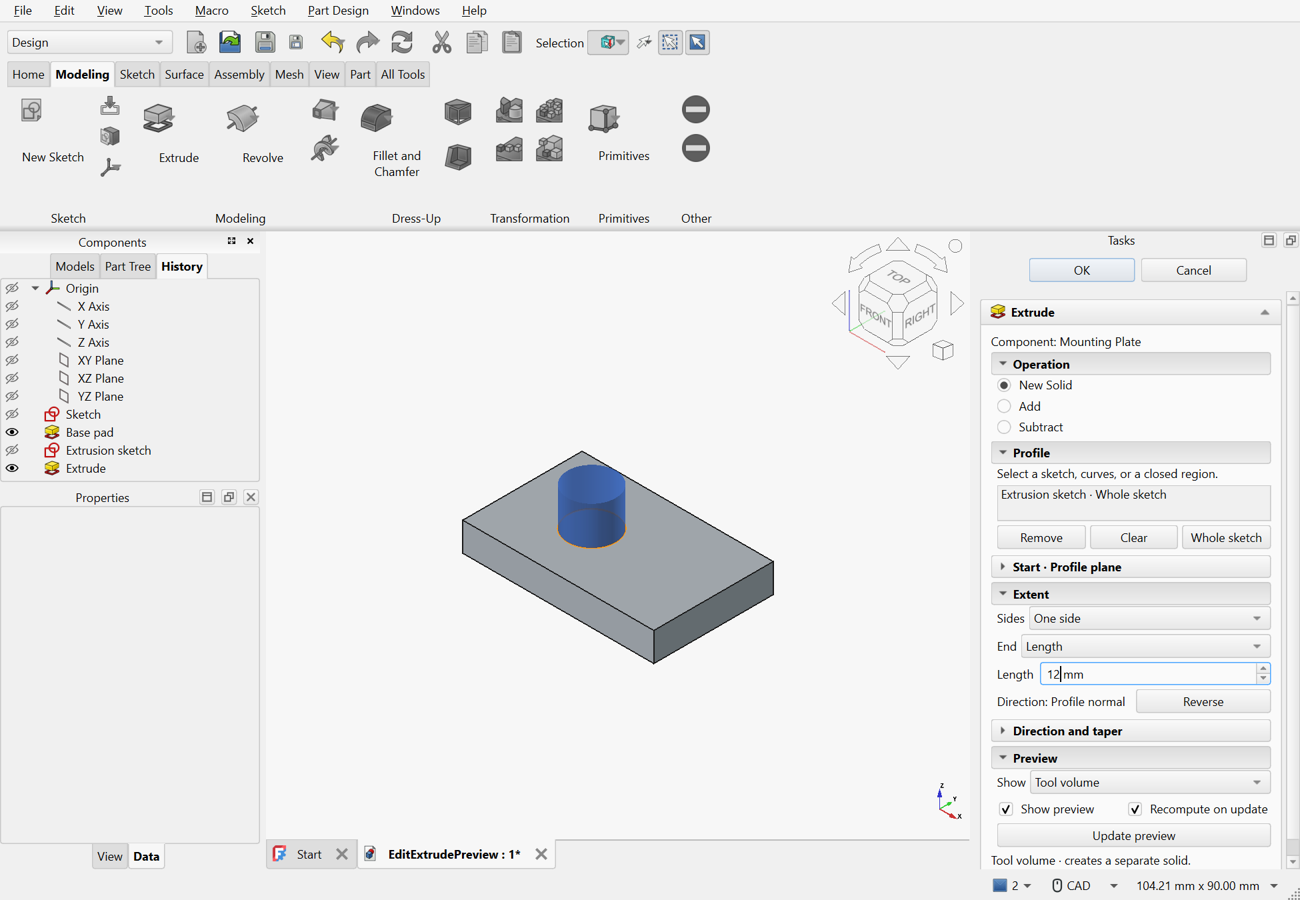 File Edit View Tools Macro Sketch Part Design Windows Help
Design Selection
Home Modeling Sketch Surface Assembly Mesh View Part All Tools
New Sketch Extrude Revolve Fillet and Chamfer Primitives
Sketch Modeling Dress-Up Transformation Primitives Other
Components
Models Part Tree History
Origin
X Axis
Y Axis
Z Axis
XY Plane
XZ Plane
YZ Plane
Sketch
Base pad
Extrusion sketch
Extrude
Properties
View Data
TOP
FRONT RIGHT
Z
Y
X
Start EditExtrudePreview : 1*
Tasks
OK Cancel
Extrude
Component: Mounting Plate
Operation
New Solid
Add
Subtract
Profile
Select a sketch, curves, or a closed region.
Extrusion sketch · Whole sketch
Remove Clear Whole sketch
Start · Profile plane
Extent
Sides One side
End Length
Length 12 mm
Direction: Profile normal Reverse
Direction and taper
Preview
Show Tool volume
Show preview Recompute on update
Update preview
Tool volume · creates a separate solid.
2 CAD 104.21 mm x 90.00 mm